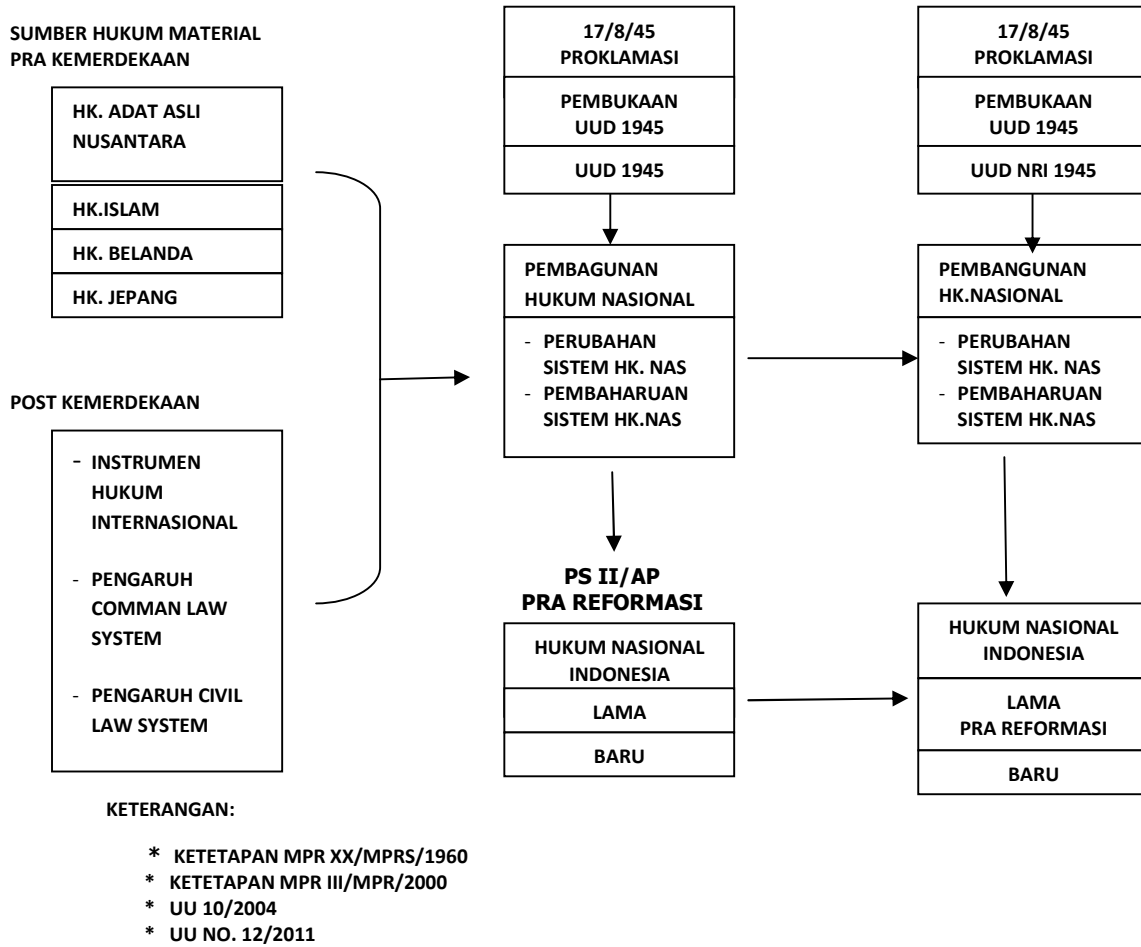 SUMBER HUKUM MATERIAL
PRA KEMERDEKAAN
HK. ADAT ASLI
NUSANTARA
HK.ISLAM
HK. BELANDA
HK. JEPANG
POST KEMERDEKAAN
- INSTRUMEN
HUKUM
INTERNASIONAL
- PENGARUH
COMMAN LAW
SYSTEM
- PENGARUH CIVIL
LAW SYSTEM
17/8/45
PROKLAMASI
PEMBUKAAN
UUD 1945
UUD 1945
PEMBAGUNAN
HUKUM NASIONAL
- PERUBAHAN
SISTEM HK. NAS
- PEMBAHARUAN
SISTEM HK.NAS
PS II/AP
PRA REFORMASI
HUKUM NASIONAL
INDONESIA
LAMA
BARU
17/8/45
PROKLAMASI
PEMBUKAAN
UUD 1945
UUD NRI 1945
PEMBANGUNAN
HK.NASIONAL
- PERUBAHAN
SISTEM HK. NAS
- PEMBAHARUAN
SISTEM HK.NAS
HUKUM NASIONAL
INDONESIA
LAMA
PRA REFORMASI
BARU
KETERANGAN:
* KETETAPAN MPR XX/MPRS/1960
* KETETAPAN MPR III/MPR/2000
* UU 10/2004
* UU NO. 12/2011